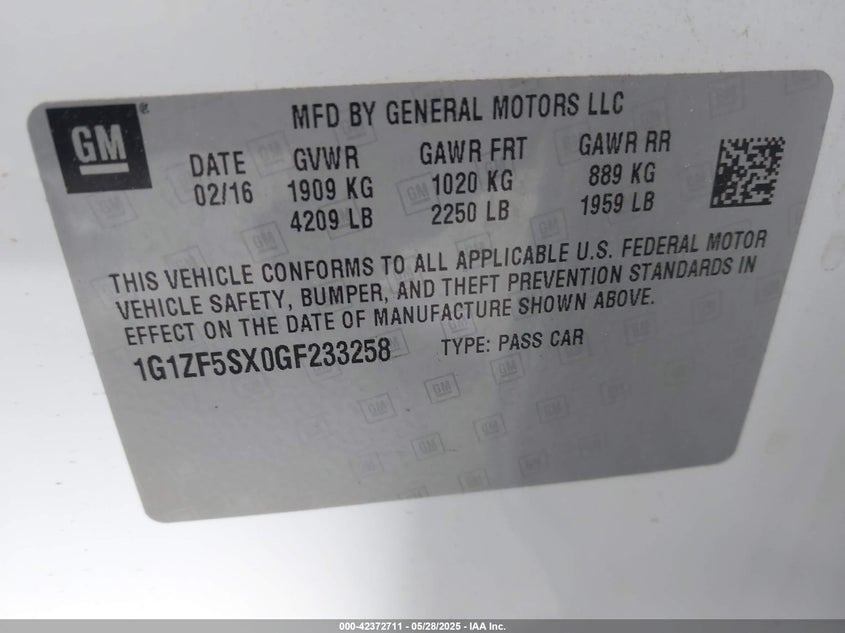 GM
MFD BY GENERAL MOTORS LLC
DATE GVWR GAWR FRT GAWR RR
02/16 1909 KG 1020 KG 889 KG
4209 LB 2250 LB 1959 LB
THIS VEHICLE CONFORMS TO ALL APPLICABLE U.S. FEDERAL MOTOR
VEHICLE SAFETY, BUMPER, AND THEFT PREVENTION STANDARDS IN
EFFECT ON THE DATE OF MANUFACTURE SHOWN ABOVE.
1G1ZF5SX0GF233258 TYPE: PASS CAR
000-42372711 — 05/28/2025 — IAA Inc.